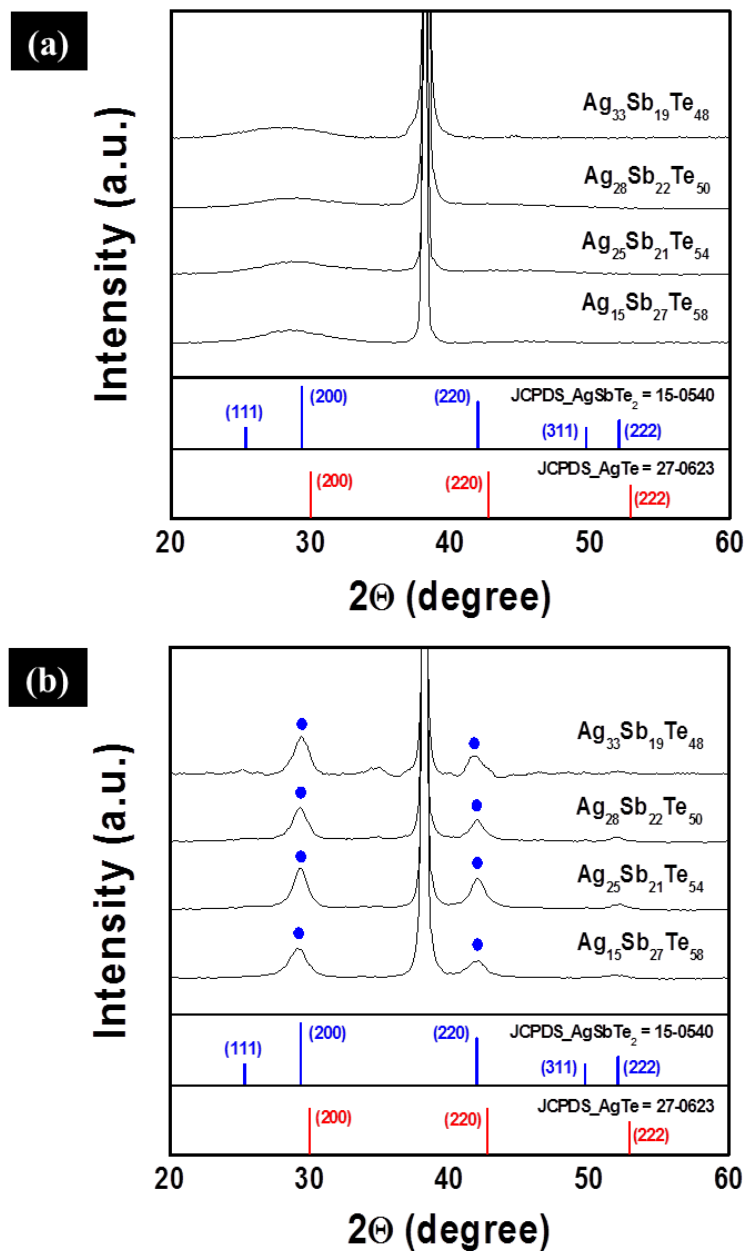 (a)
Intensity (a.u.)
Ag₃₃Sb₁₉Te₄₈
Ag₂₈Sb₂₂Te₅₀
Ag₂₅Sb₂₁Te₅₄
Ag₁₅Sb₂₇Te₅₈
JCPDS_AgSbTe₂ = 15-0540
(111)
(200)
(220)
(311)
(222)
JCPDS_AgTe = 27-0623
(200)
(220)
(222)
20 30 40 50 60
2Θ (degree)
(b)
Intensity (a.u.)
Ag₃₃Sb₁₉Te₄₈
Ag₂₈Sb₂₂Te₅₀
Ag₂₅Sb₂₁Te₅₄
Ag₁₅Sb₂₇Te₅₈
JCPDS_AgSbTe₂ = 15-0540
(111)
(200)
(220)
(311)
(222)
JCPDS_AgTe = 27-0623
(200)
(220)
(222)
20 30 40 50 60
2Θ (degree)